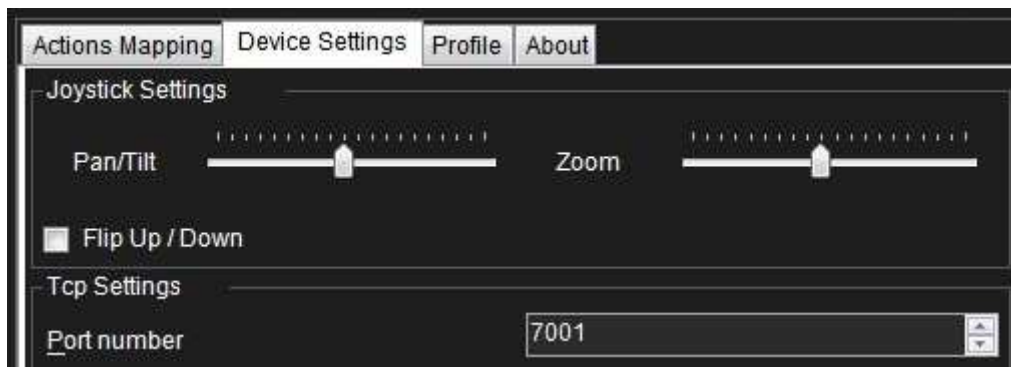 Actions Mapping Device Settings Profile About
Joystick Settings
Pan/Tilt Zoom
Flip Up / Down
Tcp Settings
Port number 7001